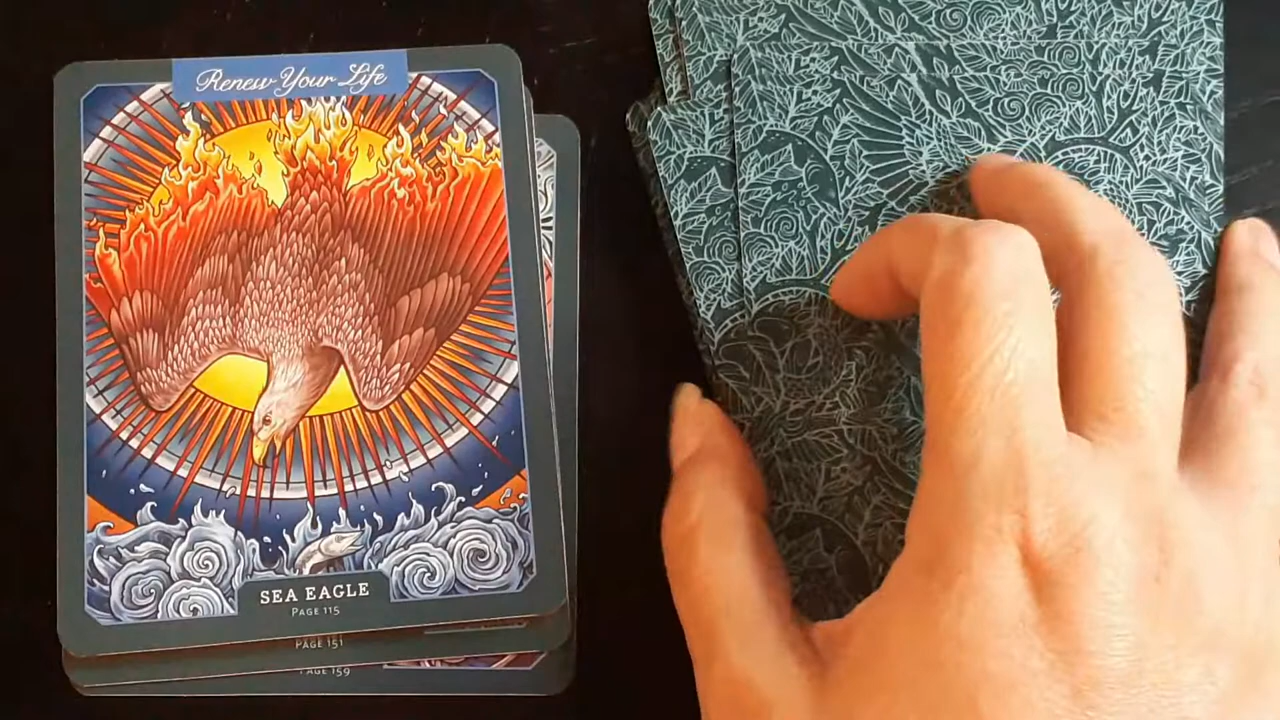 Renew Your Life
SEA EAGLE
PAGE 115
PAGE 151
PAGE 159